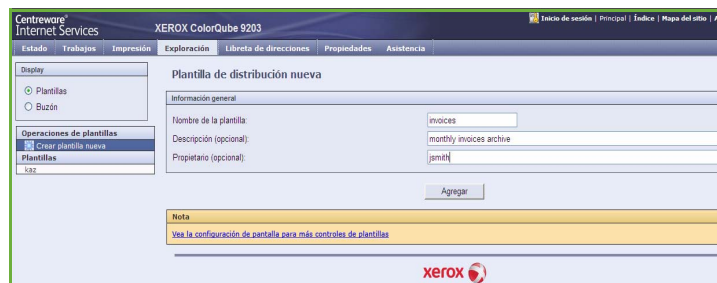 Centreware®
Internet Services
XEROX ColorQube 9203
Inicio de sesión | Principal | Índice | Mapa del sitio |
Estado Trabajos Impresión Exploración Libreta de direcciones Propiedades Asistencia
Display
Plantillas
Buzón
Operaciones de plantillas
Crear plantilla nueva
Plantillas
kaz
Plantilla de distribución nueva
Información general
Nombre de la plantilla: invoices
Descripción (opcional): monthly invoices archive
Propietario (opcional): jsmith
Agregar
Nota
Vea la configuración de pantalla para más controles de plantillas
xerox